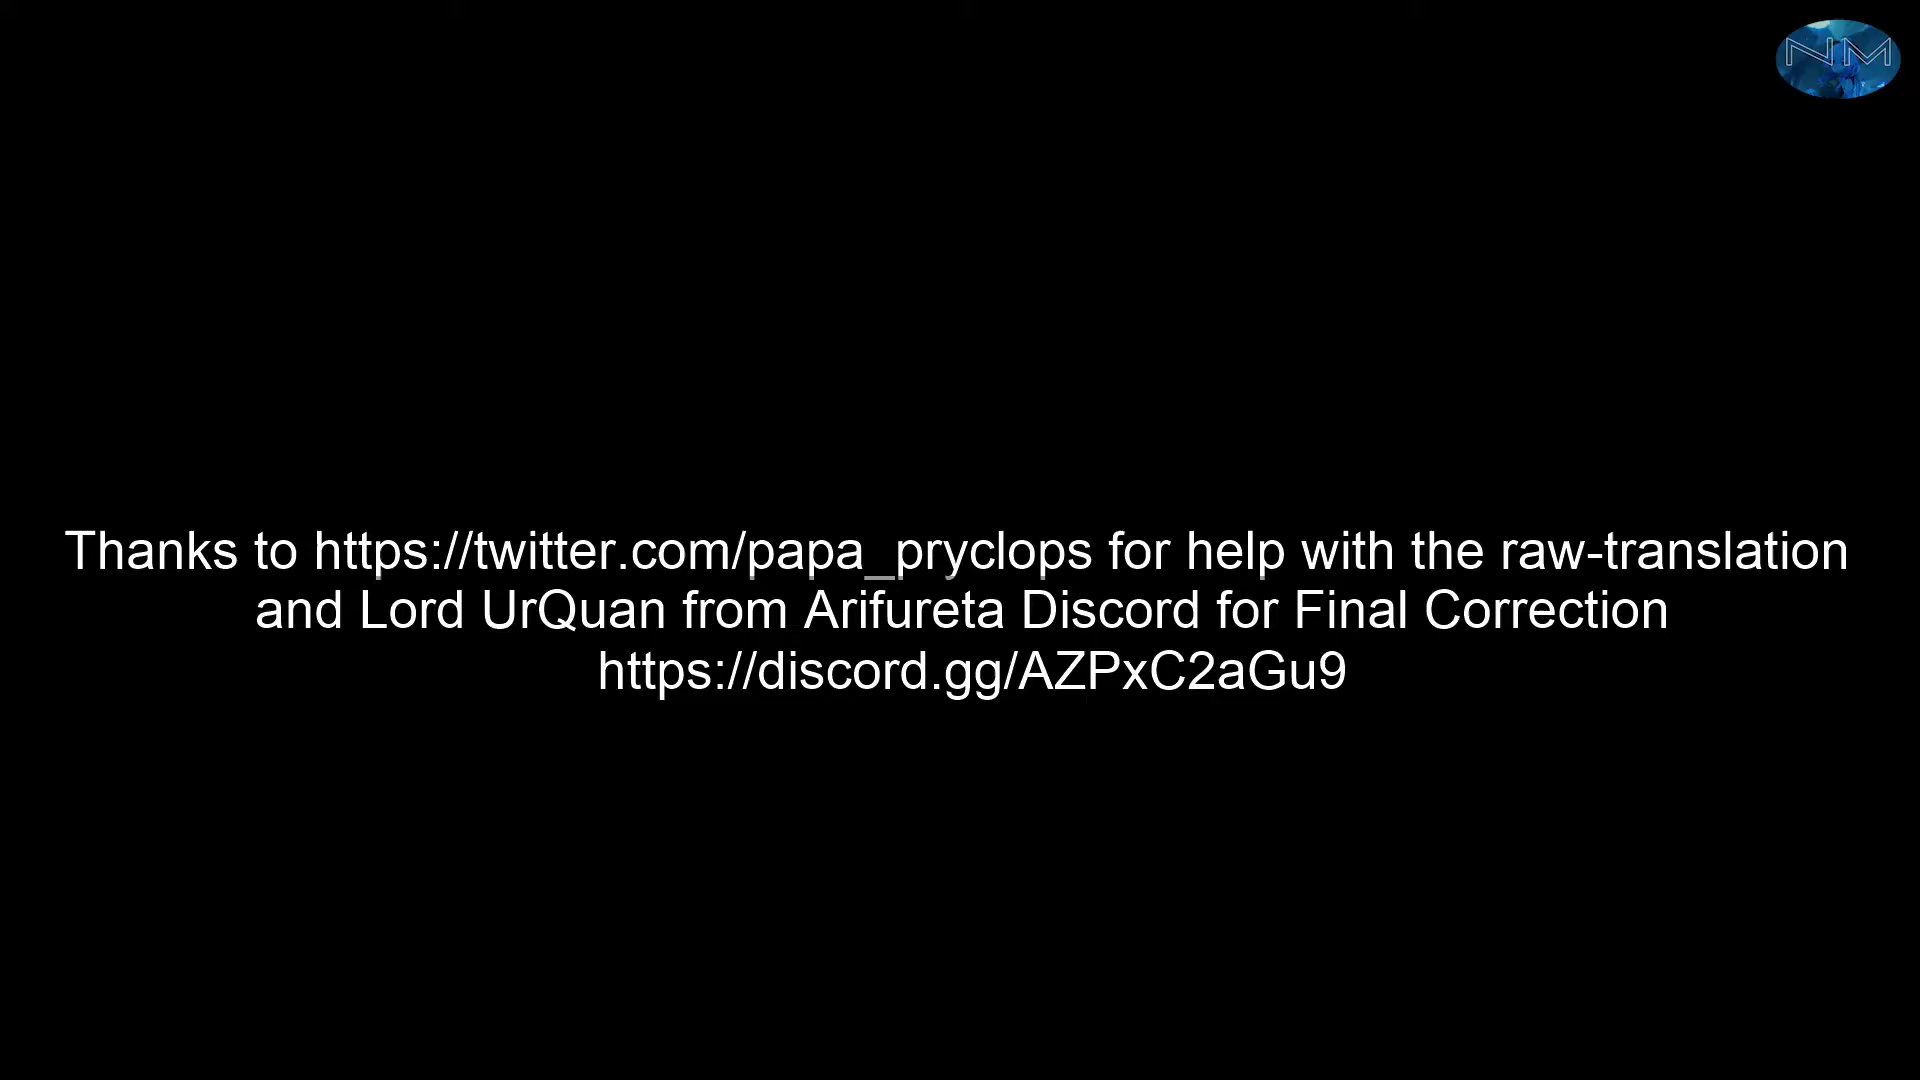 NM
Thanks to https://twitter.com/papa_pryclops for help with the raw-translation
and Lord UrQuan from Arifureta Discord for Final Correction
https://discord.gg/AZPxC2aGu9